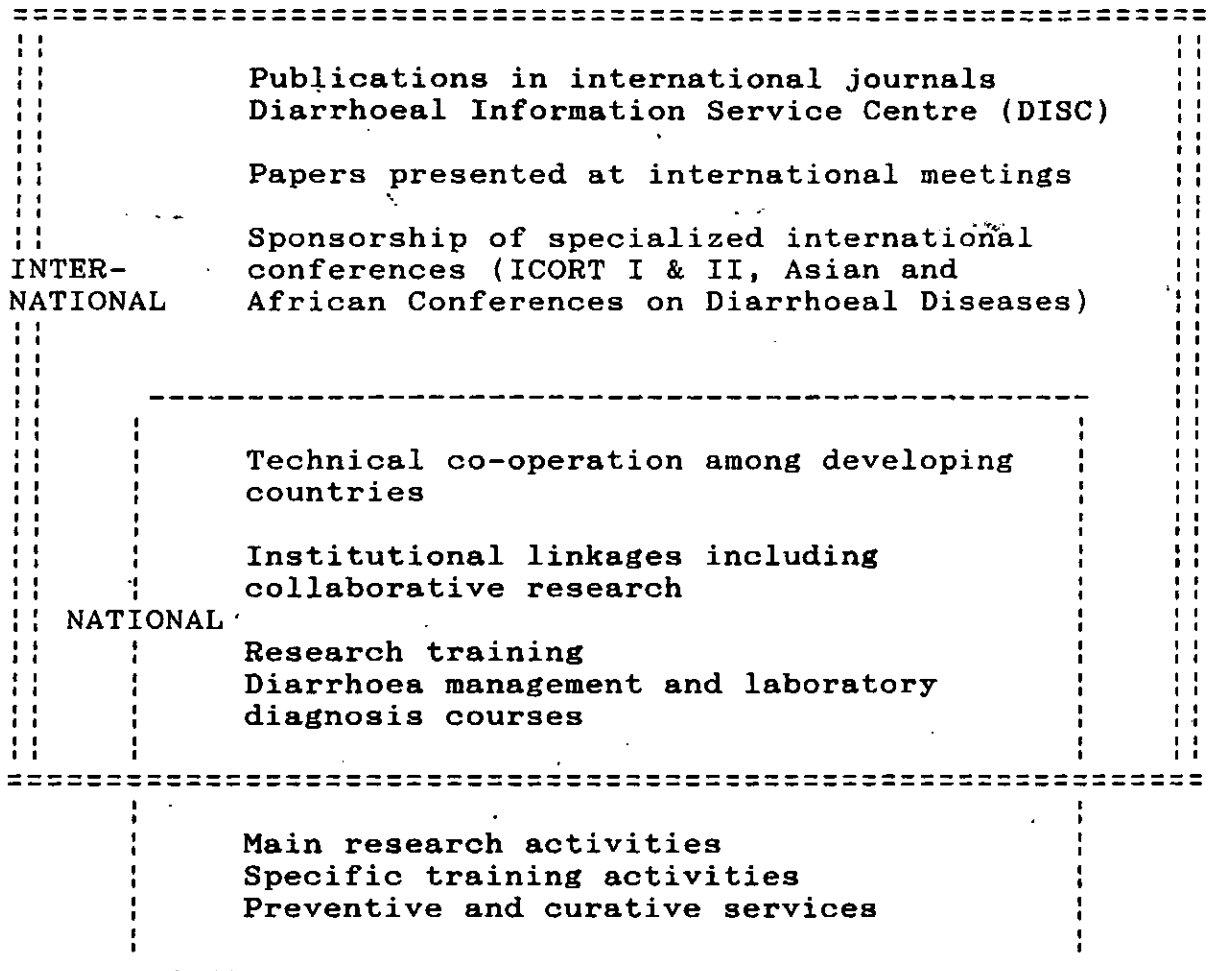 Publications in international journals
Diarrhoeal Information Service Centre (DISC)
Papers presented at international meetings
Sponsorship of specialized international
INTER- conferences (ICORT I & II, Asian and
NATIONAL African Conferences on Diarrhoeal Diseases)
Technical co-operation among developing
countries
Institutional linkages including
collaborative research
NATIONAL
Research training
Diarrhoea management and laboratory
diagnosis courses
Main research activities
Specific training activities
Preventive and curative services